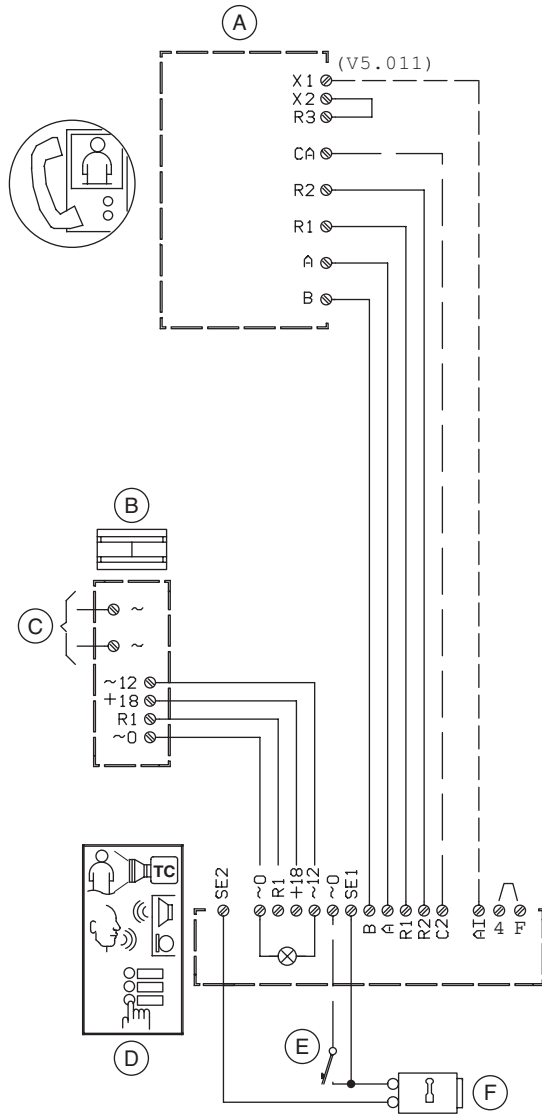 A
(V5.011)
X1
X2
R3
CA
R2
R1
A
B
B
C
~
~
~12
+18
R1
~0
TC
D
SE2
~0
R1
+18
~12
~0
SE1
B
A
R1
R2
C2
AI
4
F
E
F